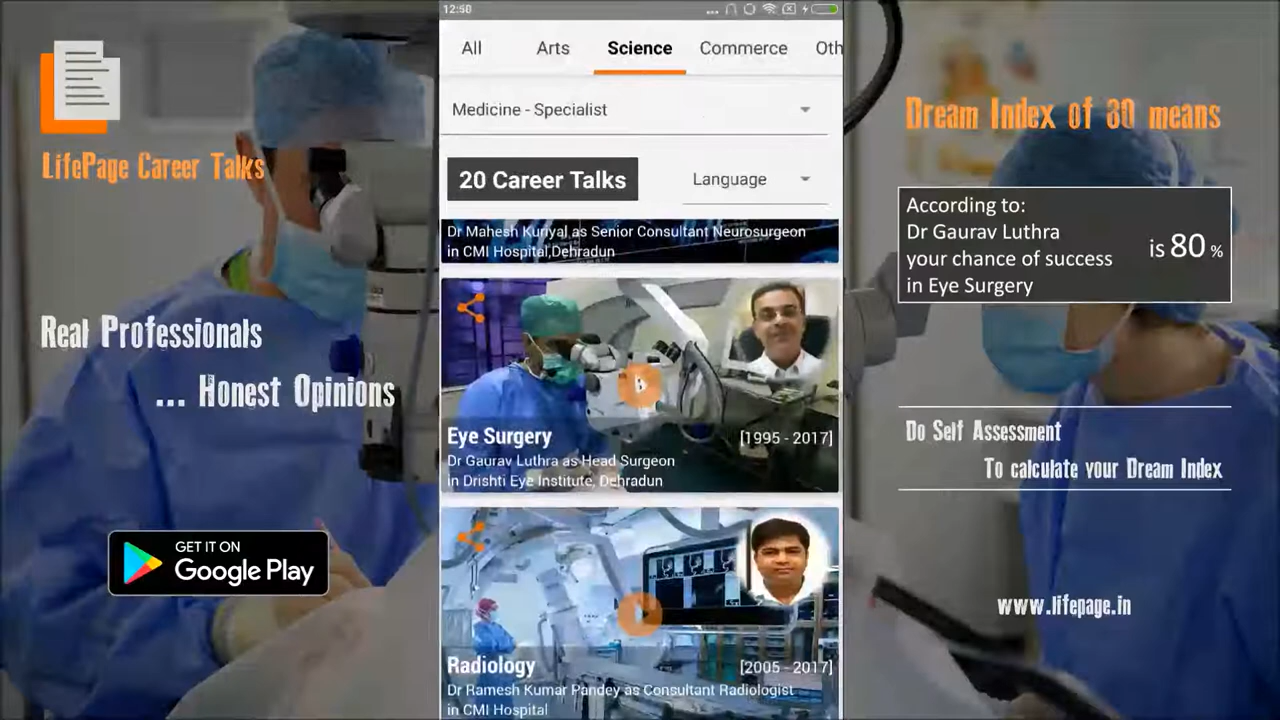 LifePage Career Talks
Real Professionals
... Honest Opinions
GET IT ON
Google Play
12:50
All Arts Science Commerce Oth
Medicine - Specialist
20 Career Talks Language
Dr Mahesh Kuriyal as Senior Consultant Neurosurgeon
in CMI Hospital,Dehradun
Eye Surgery [1995 - 2017]
Dr Gaurav Luthra as Head Surgeon
in Drishti Eye Institute, Dehradun
Radiology [2005 - 2017]
Dr Ramesh Kumar Pandey as Consultant Radiologist
in CMI Hospital
Dream Index of 80 means
According to:
Dr Gaurav Luthra
your chance of success
in Eye Surgery
is 80 %
Do Self Assessment
To calculate your Dream Index
www.lifepage.in